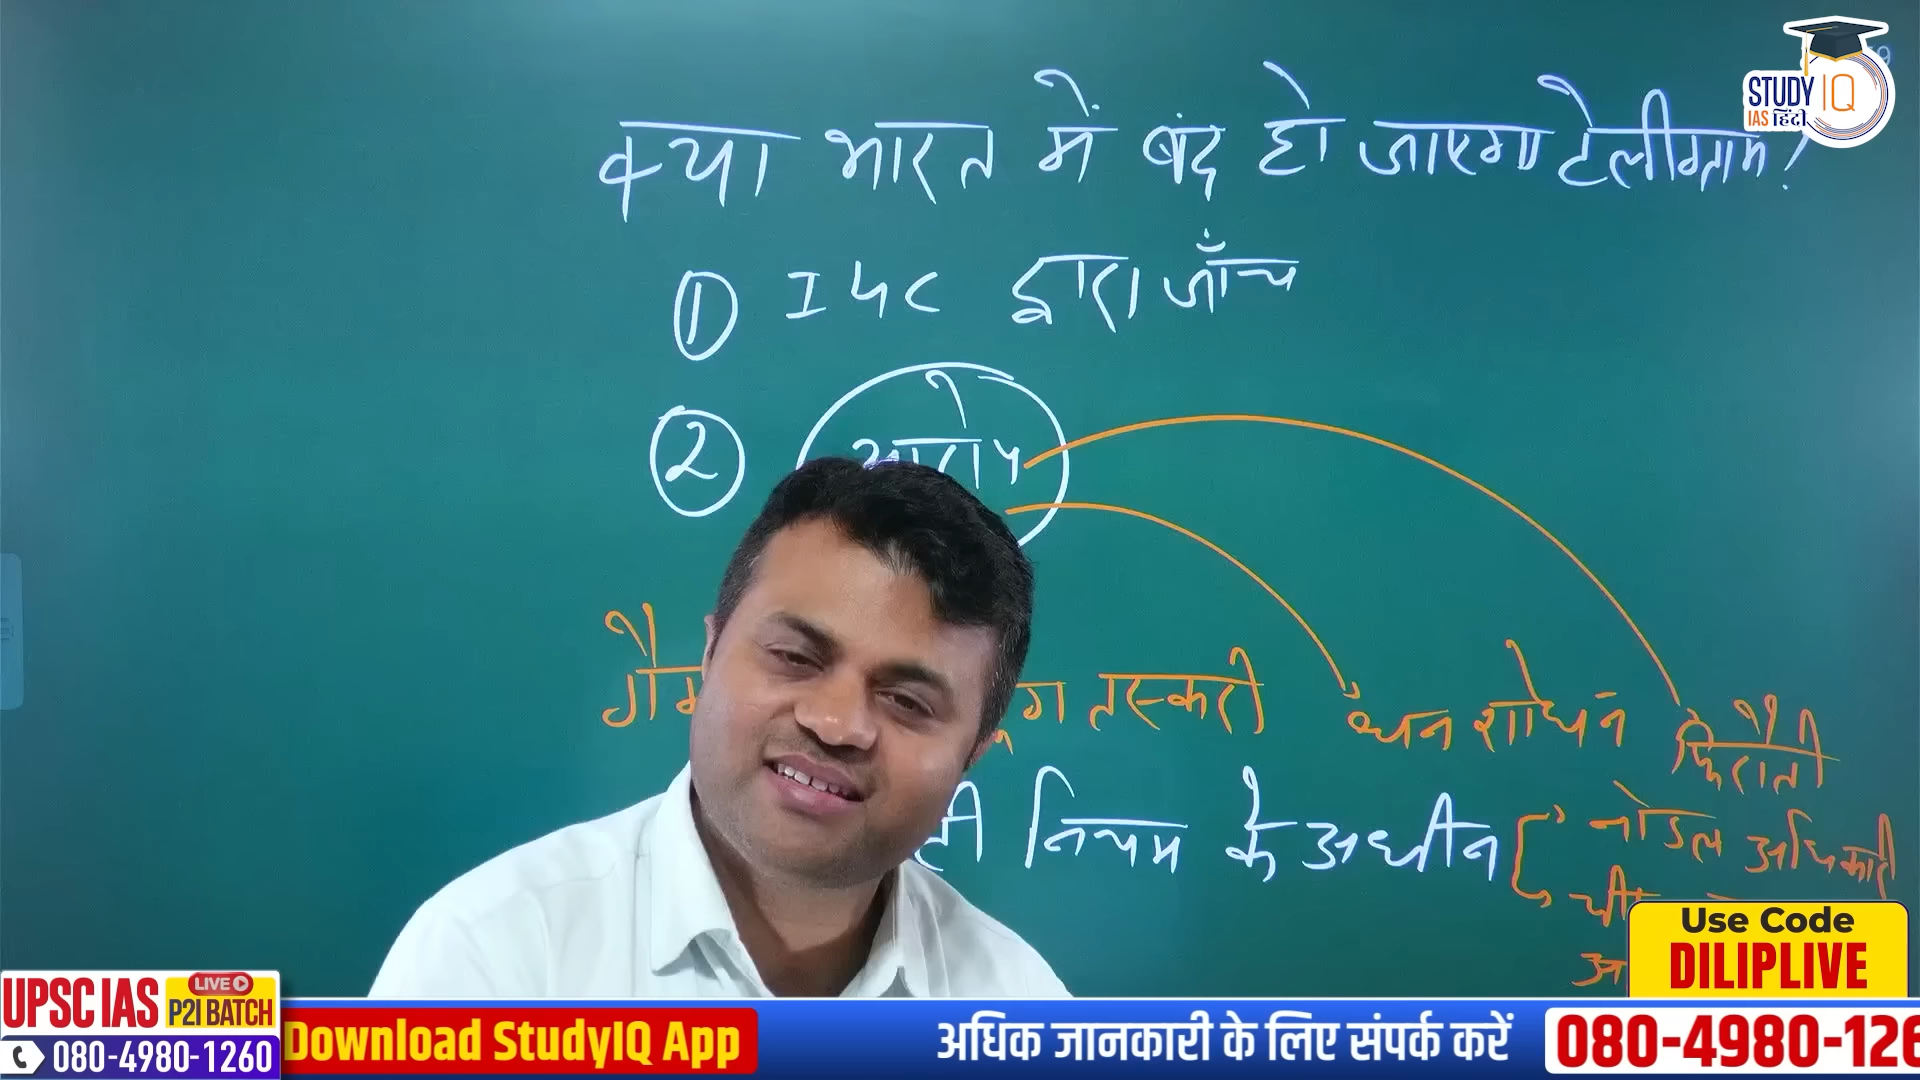 STUDY IQ
IAS हिंदी
क्या भारत में बंद हो जाएगा टेलीग्राम?
① I4C द्वारा जाँच
② आरोप
तस्करी
धन शोधन
फिरौती
नियम के अधीन { नोडल अधिकारी
Use Code
DILIPLIVE
UPSC IAS LIVE
P2I BATCH
080-4980-1260
Download StudyIQ App
अधिक जानकारी के लिए संपर्क करें
080-4980-126